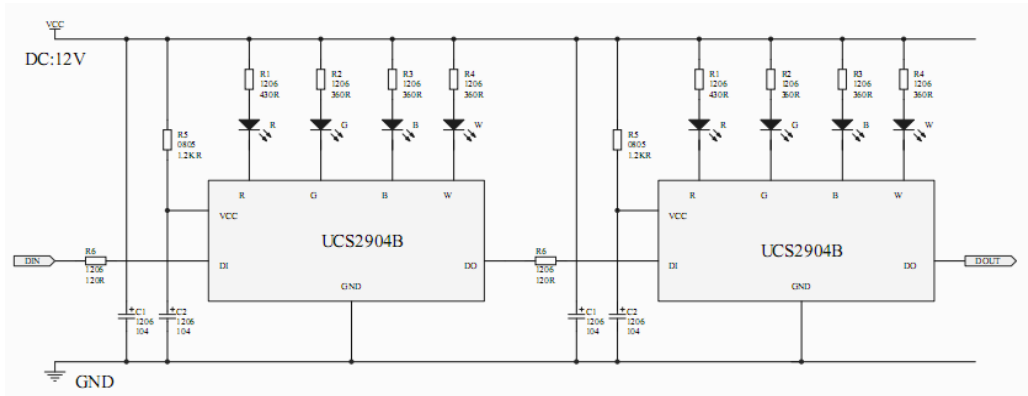 VCC
DC:12V
R1
1206
430R
R2
1206
360R
R3
1206
360R
R4
1206
360R
R1
1206
430R
R2
1206
360R
R3
1206
360R
R4
1206
360R
R
G
B
W
R
G
B
W
R5
0805
1.2KR
R5
0805
1.2KR
R
G
B
W
R
G
B
W
VCC
VCC
UCS2904B
UCS2904B
DIN
R6
1206
120R
DI
DO
R6
1206
120R
DI
DO
DOUT
GND
GND
+C1
1206
104
+C2
1206
104
+C1
1206
104
+C2
1206
104
GND